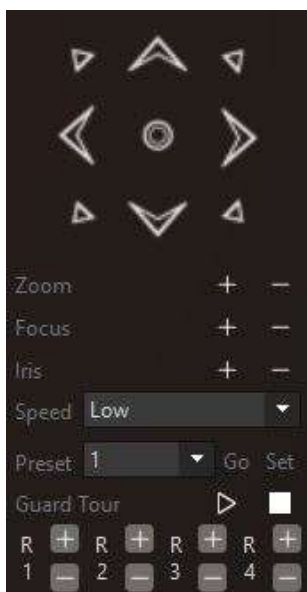 Zoom + −
Focus + −
Iris + −
Speed Low
Preset 1 Go Set
Guard Tour
R + R + R + R +
1 − 2 − 3 − 4 −